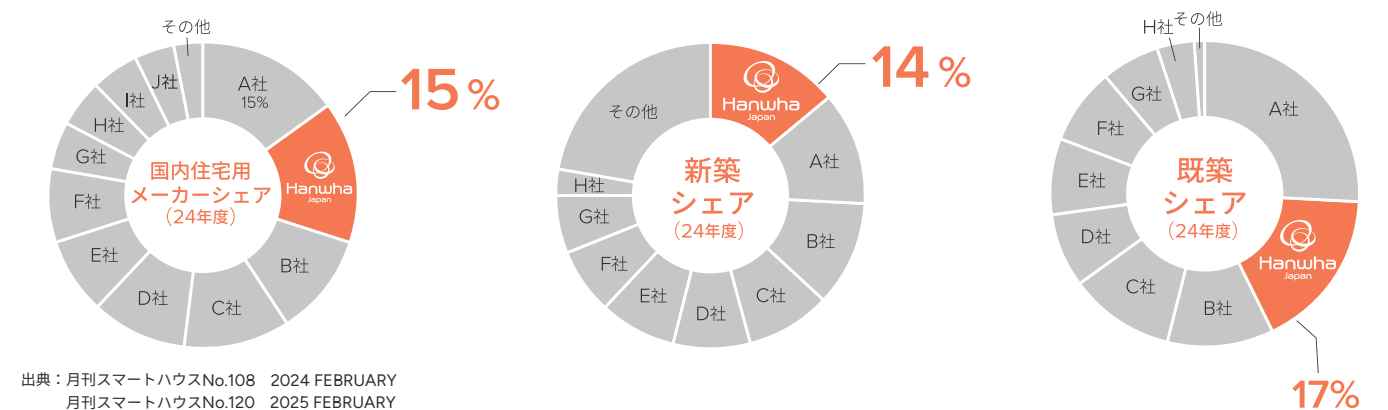 その他
A社
15%
Hanwha
Japan
B社
C社
D社
E社
F社
G社
H社
I社
J社
15%
国内住宅用
メーカーシェア
（24年度）
Hanwha
Japan
14%
A社
B社
C社
D社
E社
F社
G社
H社
その他
新築
シェア
（24年度）
H社
その他
A社
Hanwha
Japan
17%
B社
C社
D社
E社
F社
G社
既築
シェア
（24年度）
出典：月刊スマートハウスNo.108 2024 FEBRUARY
月刊スマートハウスNo.120 2025 FEBRUARY